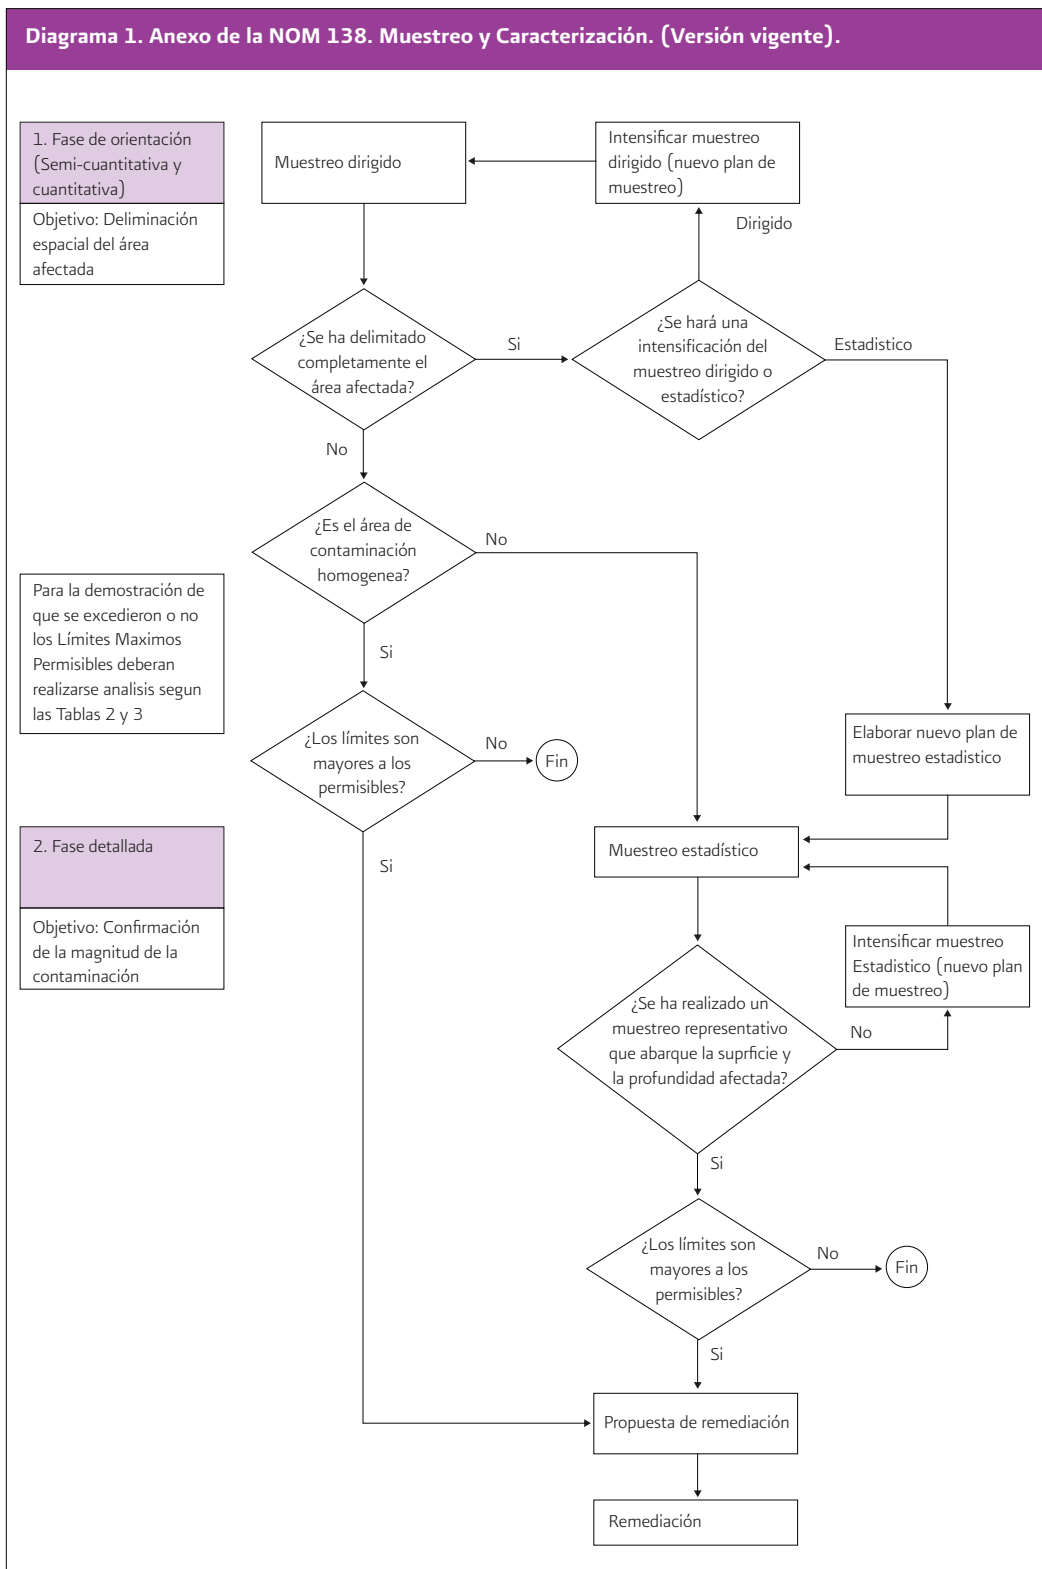 Diagrama 1. Anexo de la NOM 138. Muestreo y Caracterización. (Versión vigente).
1. Fase de orientación
(Semi-cuantitativa y
cuantitativa)
Objetivo: Deliminación
espacial del área
afectada
Muestreo dirigido
Intensificar muestreo
dirigido (nuevo plan de
muestreo)
Dirigido
¿Se ha delimitado
completamente el
área afectada?
Si
¿Se hará una
intensificación del
muestreo dirigido o
estadístico?
Estadistico
No
¿Es el área de
contaminación
homogenea?
No
Para la demostración de
que se excedieron o no
los Límites Maximos
Permisibles deberan
realizarse analisis segun
las Tablas 2 y 3
Si
¿Los límites son
mayores a los
permisibles?
No
Fin
Elaborar nuevo plan de
muestreo estadistico
2. Fase detallada
Objetivo: Confirmación
de la magnitud de la
contaminación
Si
Muestreo estadístico
Intensificar muestreo
Estadistico (nuevo plan
de muestreo)
¿Se ha realizado un
muestreo representativo
que abarque la suprficie y
la profundidad afectada?
No
Si
¿Los límites son
mayores a los
permisibles?
No
Fin
Si
Propuesta de remediación
Remediación